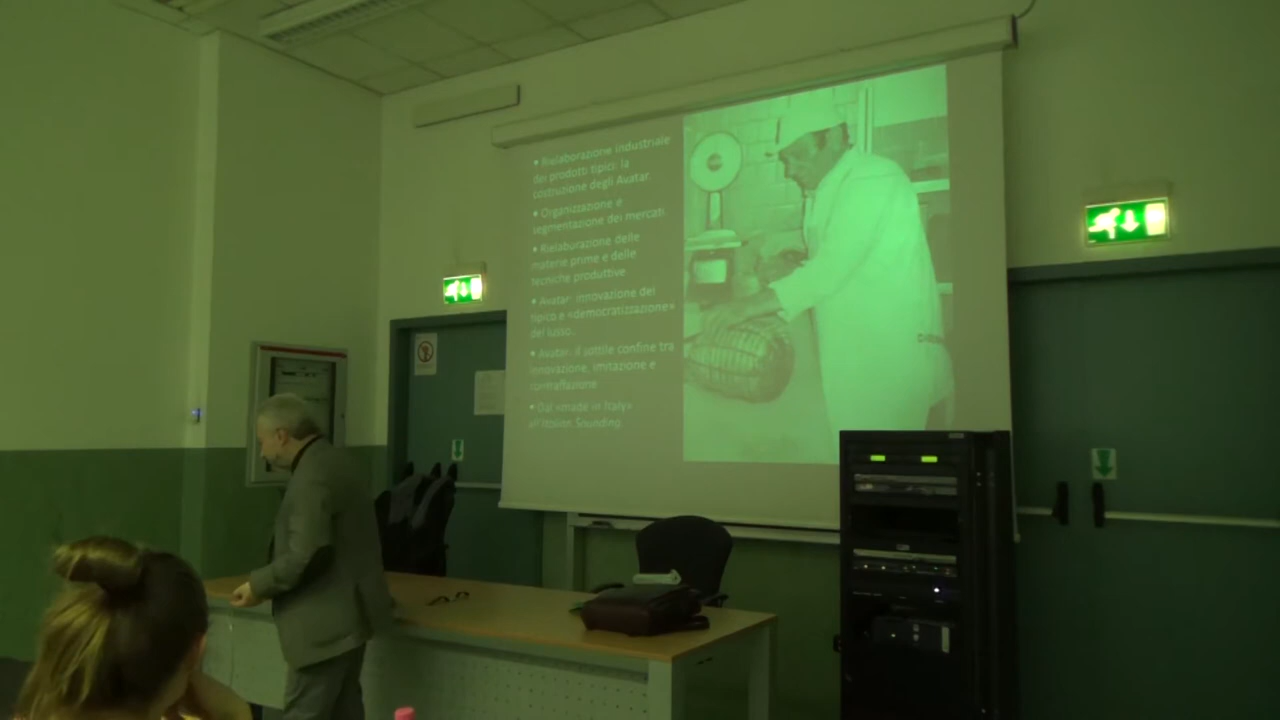 • Rielaborazione industriale
dei prodotti tipici: la
costruzione degli Avatar
• Organizzazione e
segmentazione dei mercati
• Rielaborazione delle
materie prime e delle
tecniche produttive
• Avatar: innovazione del
tipico e «democratizzazione»
del lusso.
• Avatar: il sottile confine tra
innovazione, imitazione e
contraffazione
• Dal «made in Italy»
all'Italian Sounding